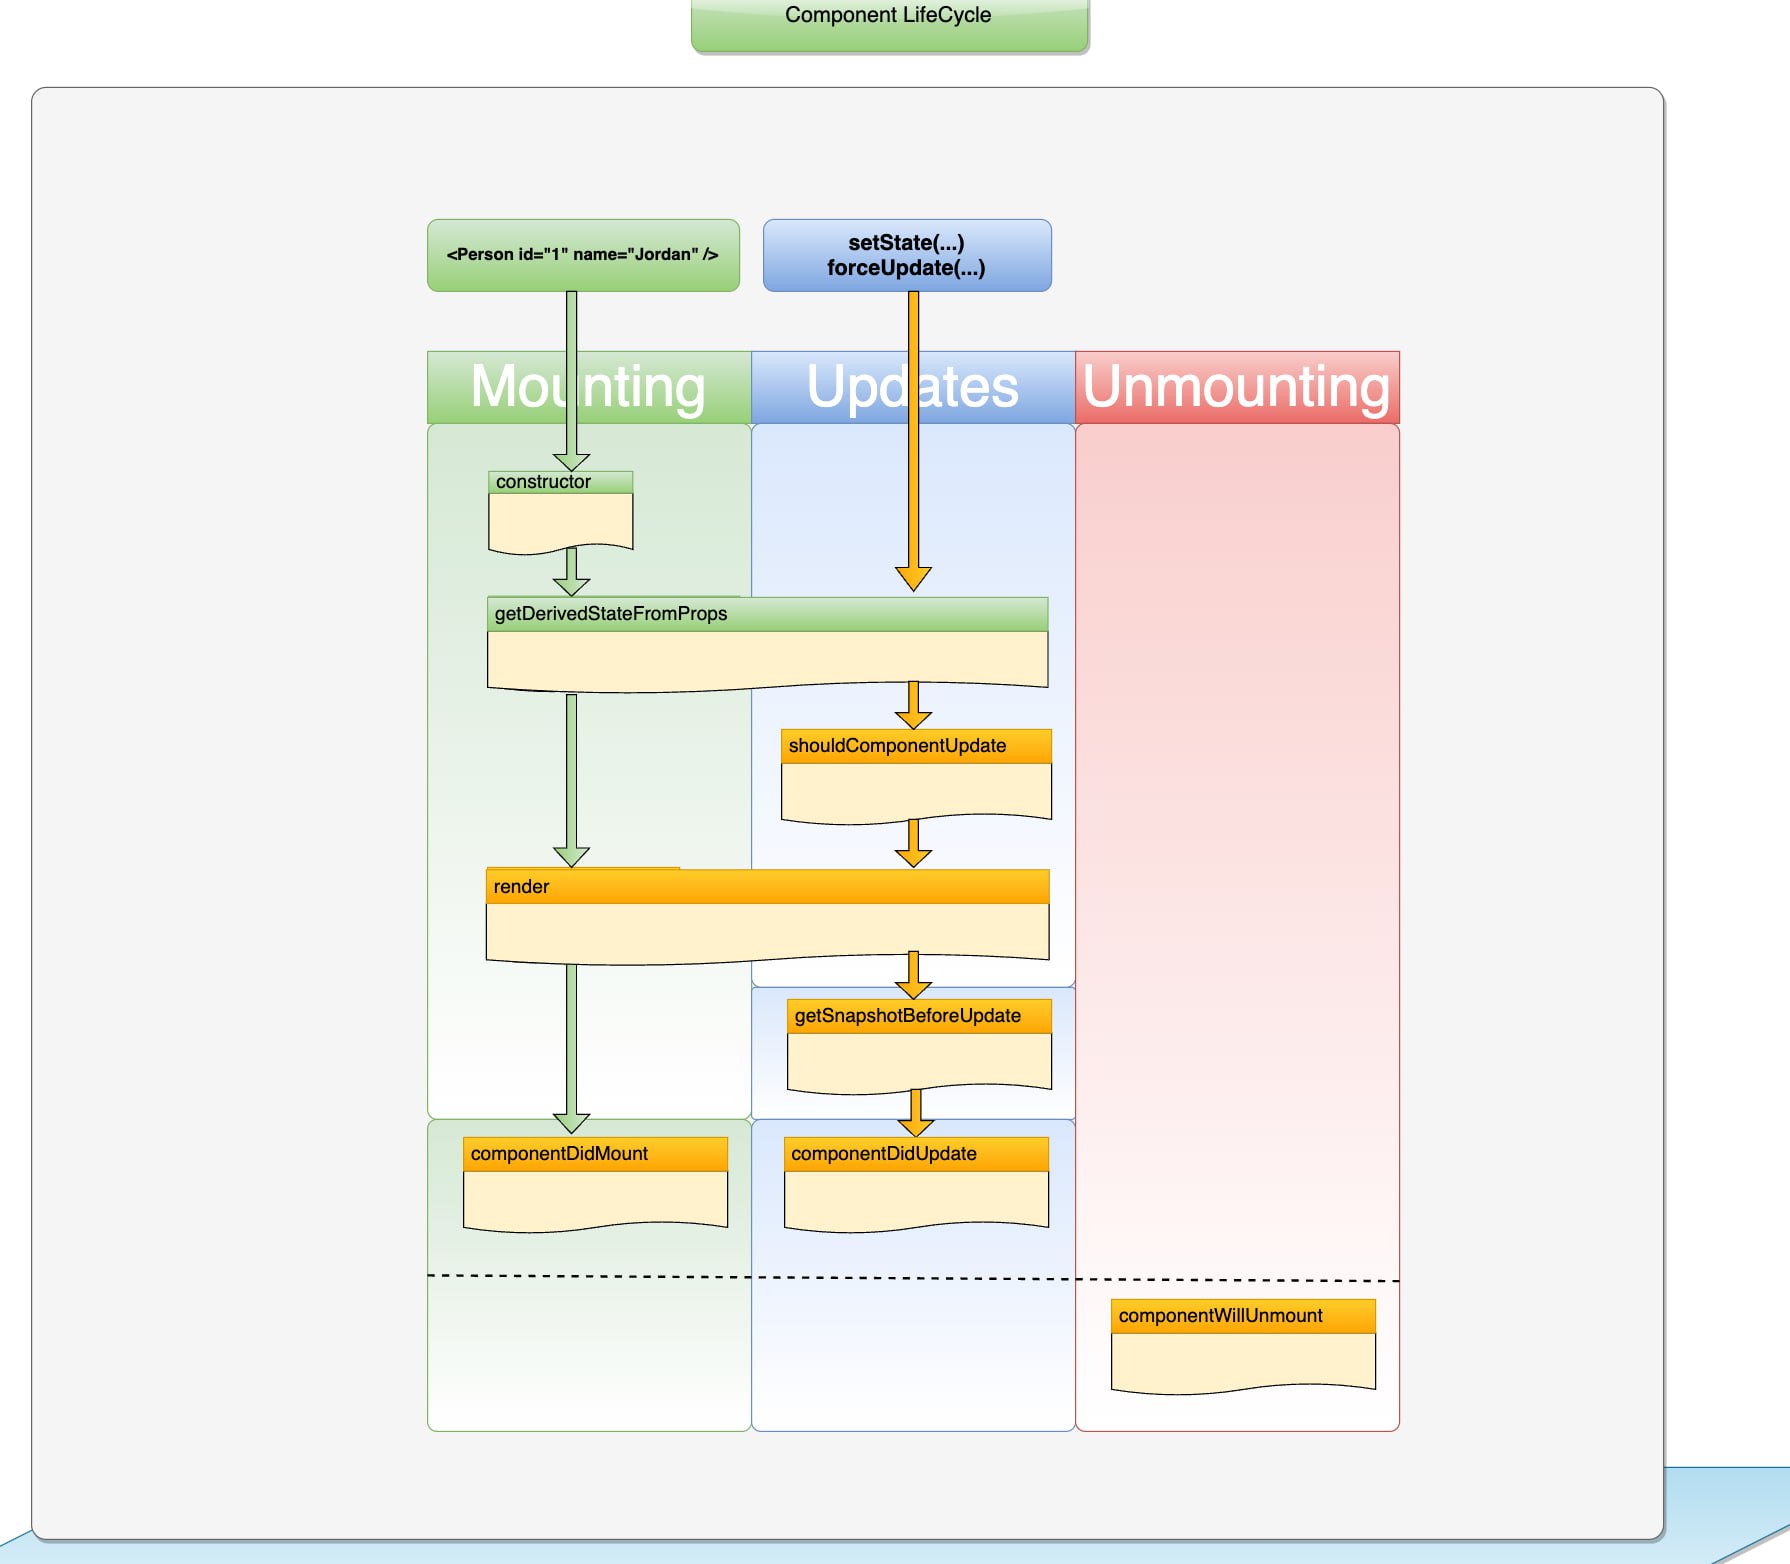 Component LifeCycle
<Person id="1" name="Jordan" />
setState(...)
forceUpdate(...)
Mounting
Updates
Unmounting
constructor
getDerivedStateFromProps
shouldComponentUpdate
render
getSnapshotBeforeUpdate
componentDidMount
componentDidUpdate
componentWillUnmount